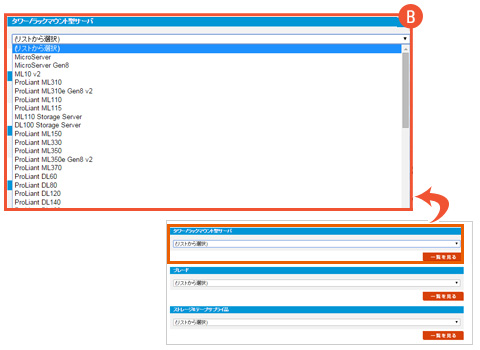 B
タワー/ラックマウント型サーバ
(リストから選択)
(リストから選択)
MicroServer
MicroServer Gen8
ML10 v2
ProLiant ML310
ProLiant ML310e Gen8 v2
ProLiant ML110
ProLiant ML115
ML110 Storage Server
DL100 Storage Server
ProLiant ML150
ProLiant ML330
ProLiant ML350
ProLiant ML350e Gen8 v2
ProLiant ML370
ProLiant DL60
ProLiant DL80
ProLiant DL120
ProLiant DL140
タワー/ラックマウント型サーバ
(リストから選択)
一覧を見る
ブレード
(リストから選択)
一覧を見る
ストレージ&テープサプライ品
(リストから選択)
一覧を見る